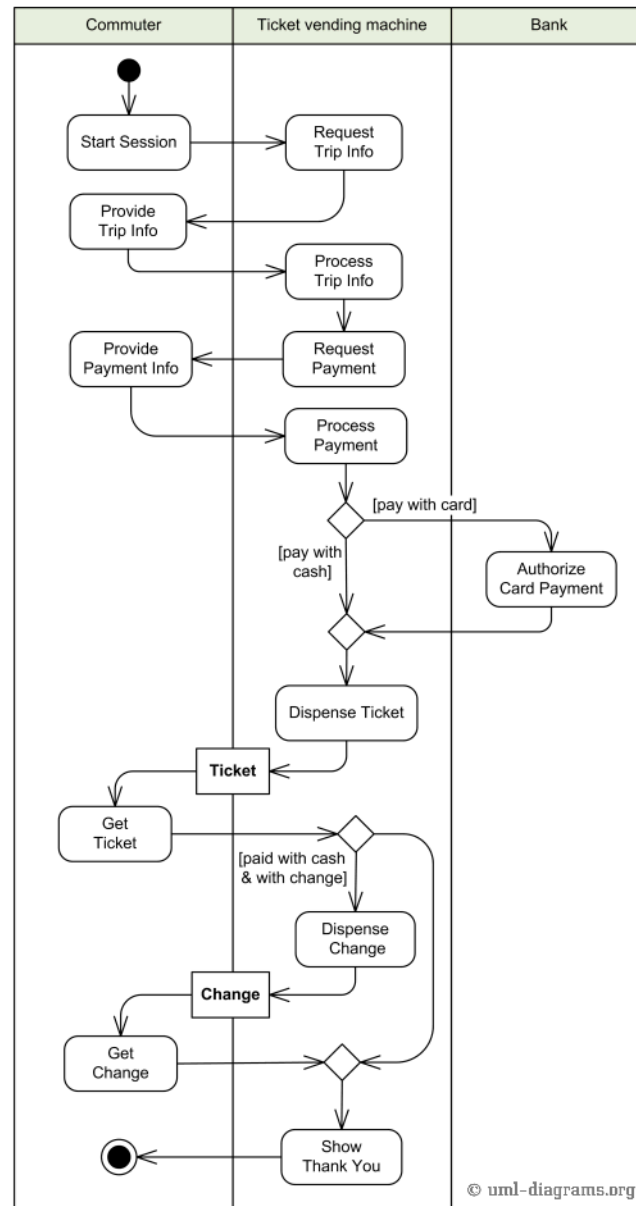 Commuter
Ticket vending machine
Bank
Start Session
Request
Trip Info
Provide
Trip Info
Process
Trip Info
Provide
Payment Info
Request
Payment
Process
Payment
[pay with card]
[pay with
cash]
Authorize
Card Payment
Dispense Ticket
Ticket
Get
Ticket
[paid with cash
& with change]
Dispense
Change
Change
Get
Change
Show
Thank You
© uml-diagrams.org